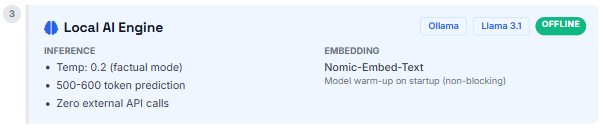 3
Local AI Engine
Ollama
Llama 3.1
OFFLINE
INFERENCE
• Temp: 0.2 (factual mode)
• 500-600 token prediction
• Zero external API calls
EMBEDDING
Nomic-Embed-Text
Model warm-up on startup (non-blocking)